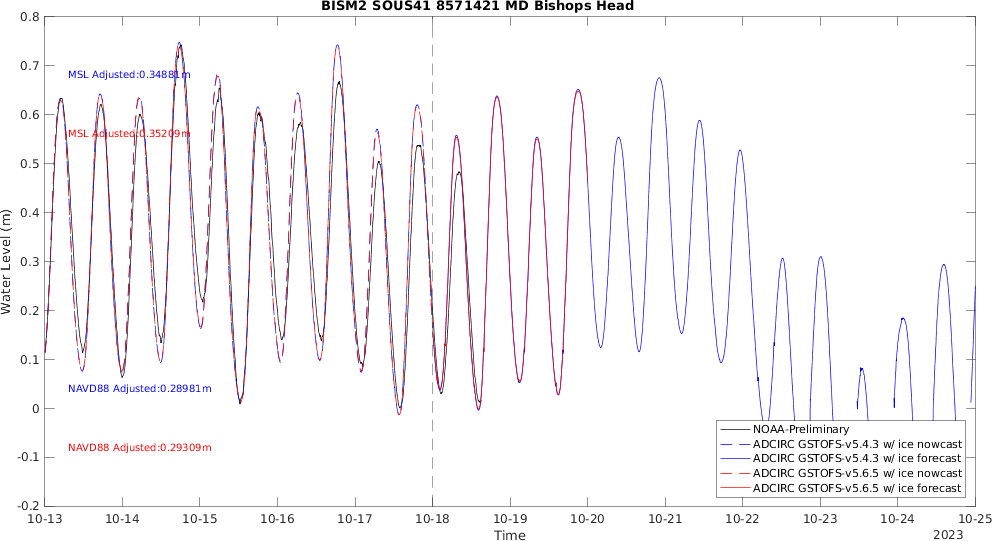 BISM2 SOUS41 8571421 MD Bishops Head
0.8
0.7
0.6
0.5
0.4
0.3
0.2
0.1
0
-0.1
-0.2
Water Level (m)
MSL Adjusted:0.34881m
MSL Adjusted:0.35209m
NAVD88 Adjusted:0.28981m
NAVD88 Adjusted:0.29309m
NOAA-Preliminary
ADCIRC GSTOFS-v5.4.3 w/ ice nowcast
ADCIRC GSTOFS-v5.4.3 w/ ice forecast
ADCIRC GSTOFS-v5.6.5 w/ ice nowcast
ADCIRC GSTOFS-v5.6.5 w/ ice forecast
10-13 10-14 10-15 10-16 10-17 10-18 10-19 10-20 10-21 10-22 10-23 10-24 10-25
Time
2023